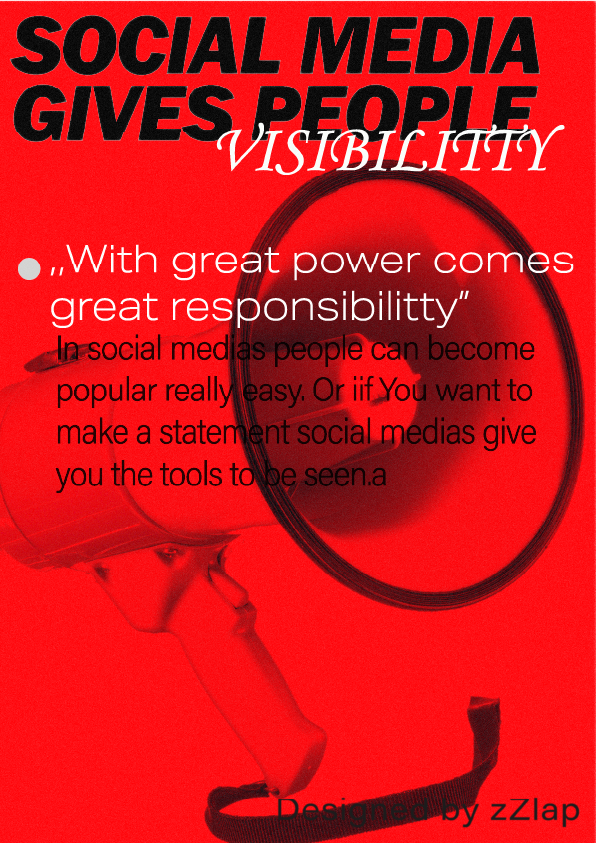 SOCIAL MEDIA
GIVES PEOPLE
VISIBILITTY
,,With great power comes
great responsibilitty”
In social medias people can become
popular really easy. Or iif You want to
make a statement social medias give
you the tools to be seen.a
Designed by zZlap